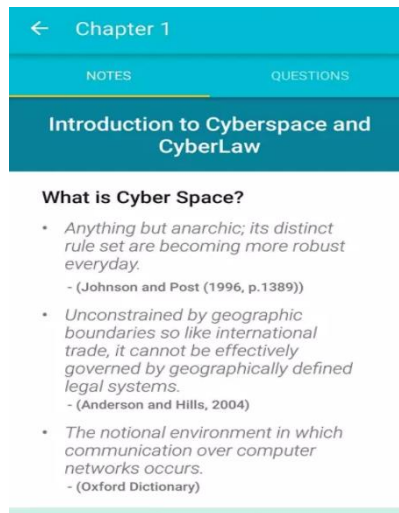 ← Chapter 1
NOTES QUESTIONS
Introduction to Cyberspace and
CyberLaw
What is Cyber Space?
• Anything but anarchic; its distinct
rule set are becoming more robust
everyday.
- (Johnson and Post (1996, p.1389))
• Unconstrained by geographic
boundaries so like international
trade, it cannot be effectively
governed by geographically defined
legal systems.
- (Anderson and Hills, 2004)
• The notional environment in which
communication over computer
networks occurs.
- (Oxford Dictionary)